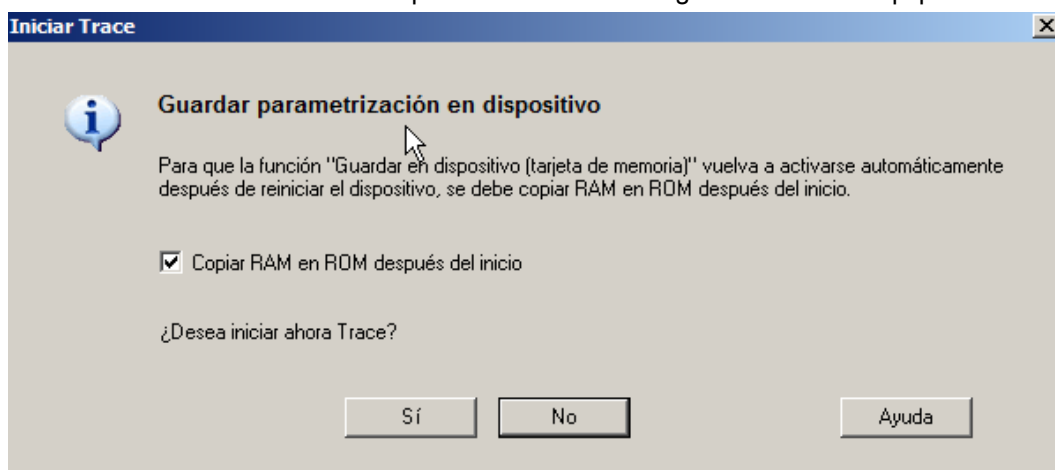 Iniciar Trace
Guardar parametrización en dispositivo
Para que la función "Guardar en dispositivo (tarjeta de memoria)" vuelva a activarse automáticamente
después de reiniciar el dispositivo, se debe copiar RAM en ROM después del inicio.
Copiar RAM en ROM después del inicio
¿Desea iniciar ahora Trace?
Sí No Ayuda